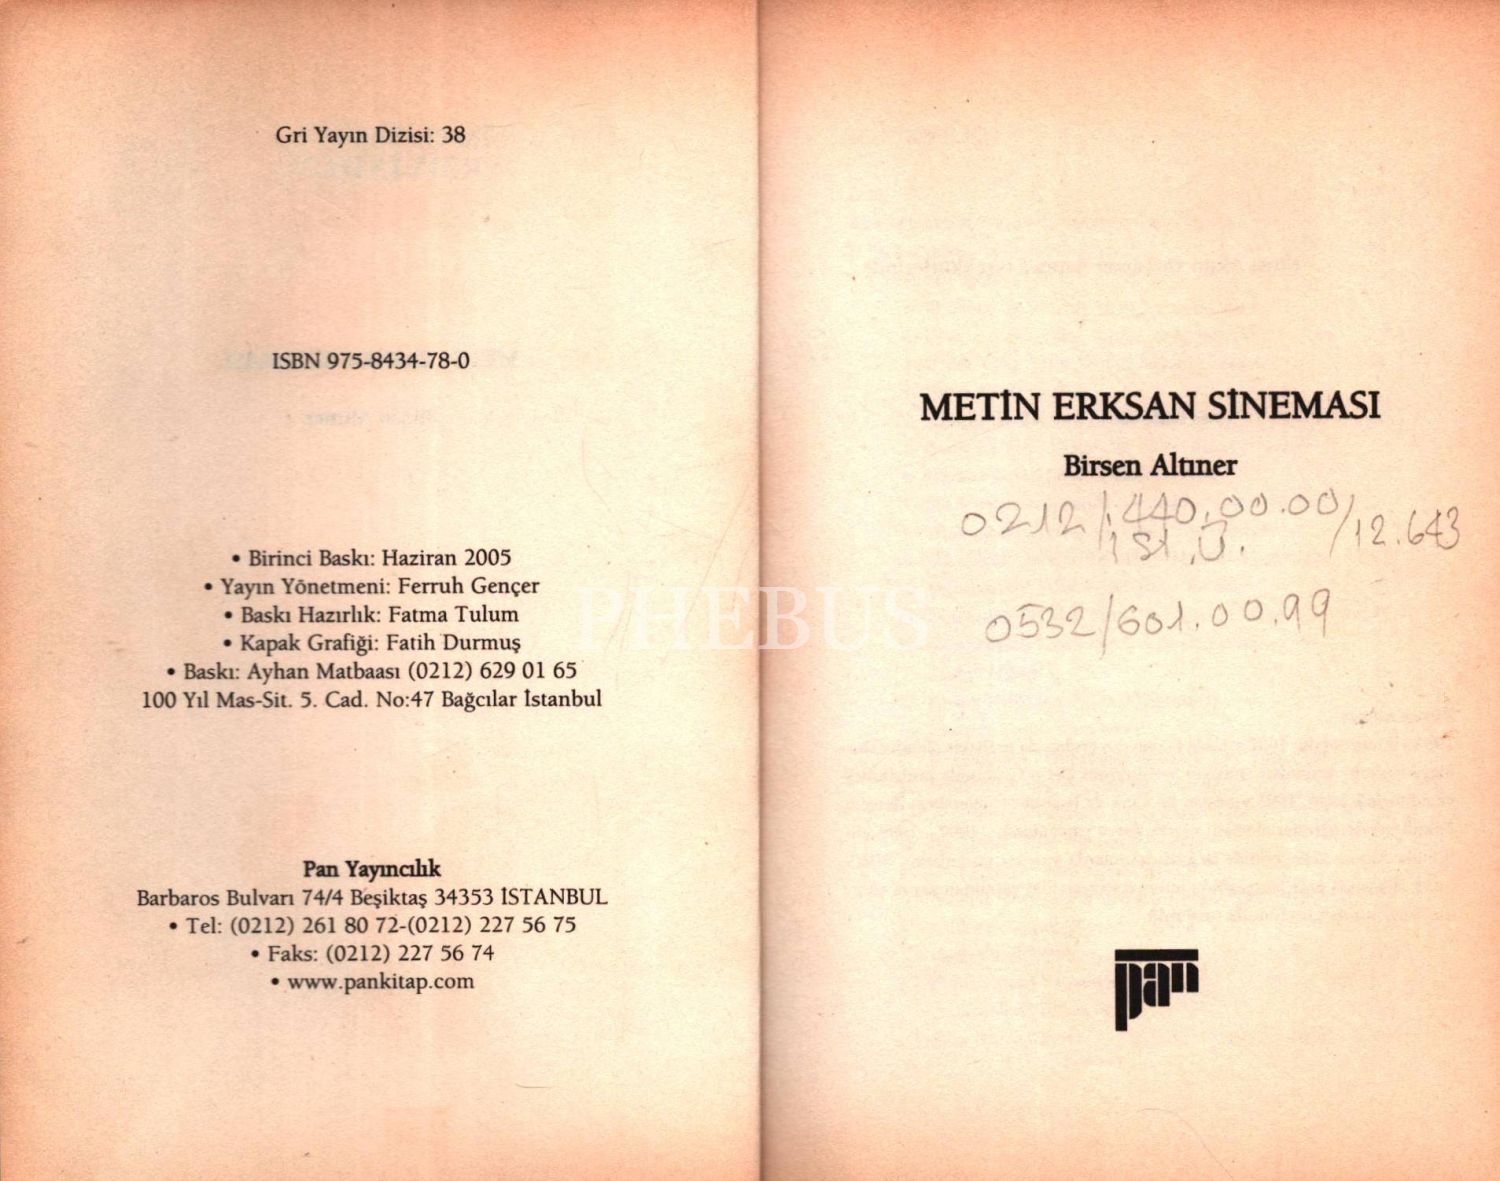 Gri Yayın Dizisi: 38
ISBN 975-8434-78-0
• Birinci Baskı: Haziran 2005
• Yayın Yönetmeni: Ferruh Gençer
• Baskı Hazırlık: Fatma Tulum
• Kapak Grafiği: Fatih Durmuş
• Baskı: Ayhan Matbaası (0212) 629 01 65
100 Yıl Mas-Sit. 5. Cad. No:47 Bağcılar İstanbul
Pan Yayıncılık
Barbaros Bulvarı 74/4 Beşiktaş 34353 İSTANBUL
• Tel: (0212) 261 80 72-(0212) 227 56 75
• Faks: (0212) 227 56 74
• www.pankitap.com
PHEBUS
METİN ERKSAN SİNEMASI
Birsen Altıner
0212/440.00.00/12.643
İST.Ü.
0532/601.00.99
pan